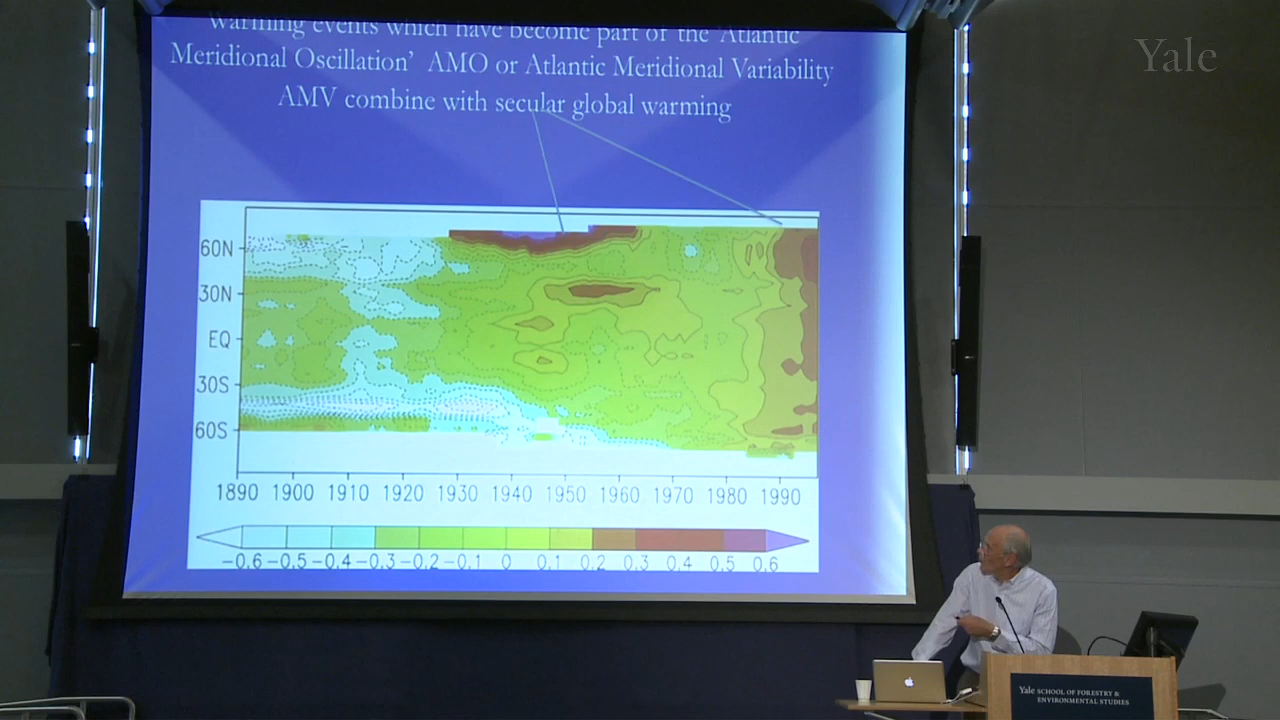 Yale
Warming events which have become part of the 'Atlantic
Meridional Oscillation' AMO or Atlantic Meridional Variability
AMV combine with secular global warming
60N
30N
EQ
30S
60S
1890 1900 1910 1920 1930 1940 1950 1960 1970 1980 1990
-0.6 -0.5 -0.4 -0.3 -0.2 -0.1 0 0.1 0.2 0.3 0.4 0.5 0.6
Yale SCHOOL OF FORESTRY &
ENVIRONMENTAL STUDIES